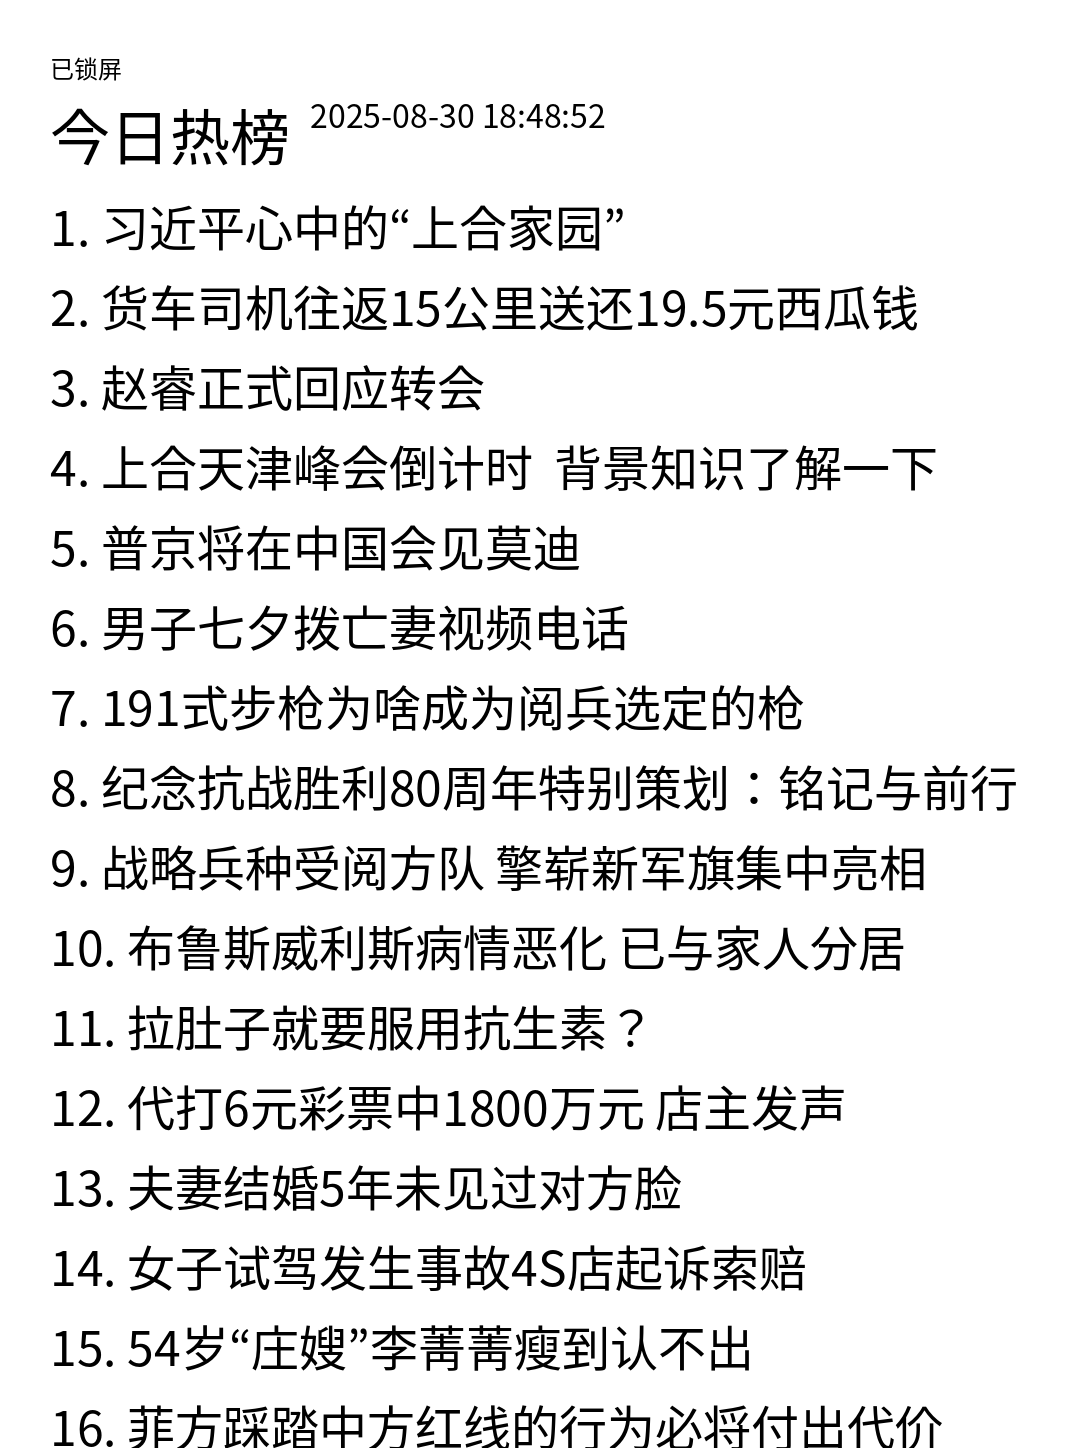 已锁屏
今日热榜 2025-08-30 18:48:52
1. 习近平心中的“上合家园”
2. 货车司机往返15公里送还19.5元西瓜钱
3. 赵睿正式回应转会
4. 上合天津峰会倒计时  背景知识了解一下
5. 普京将在中国会见莫迪
6. 男子七夕拨亡妻视频电话
7. 191式步枪为啥成为阅兵选定的枪
8. 纪念抗战胜利80周年特别策划：铭记与前行
9. 战略兵种受阅方队 擎崭新军旗集中亮相
10. 布鲁斯威利斯病情恶化 已与家人分居
11. 拉肚子就要服用抗生素？
12. 代打6元彩票中1800万元 店主发声
13. 夫妻结婚5年未见过对方脸
14. 女子试驾发生事故4S店起诉索赔
15. 54岁“庄嫂”李菁菁瘦到认不出
16. 菲方踩踏中方红线的行为必将付出代价